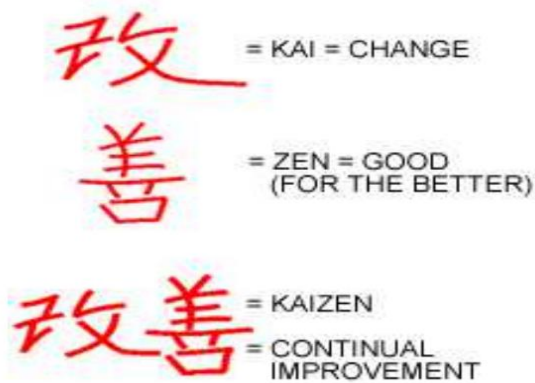 改 = KAI = CHANGE
善 = ZEN = GOOD
(FOR THE BETTER)
改善 = KAIZEN
= CONTINUAL
IMPROVEMENT